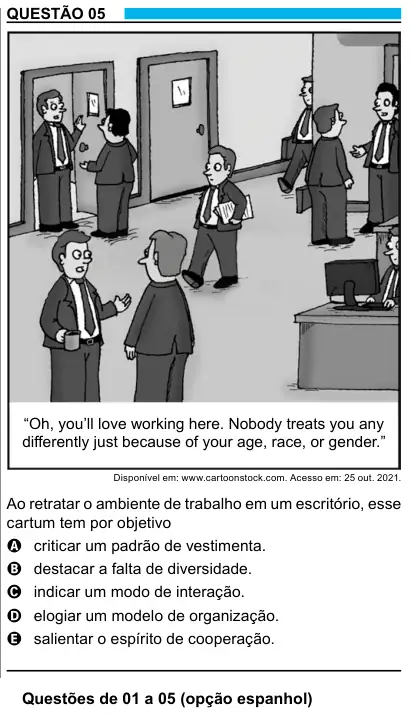 QUESTÃO 05
“Oh, you’ll love working here. Nobody treats you any
differently just because of your age, race, or gender.”
Disponível em: www.cartoonstock.com. Acesso em: 25 out. 2021.
Ao retratar o ambiente de trabalho em um escritório, esse
cartum tem por objetivo
A criticar um padrão de vestimenta.
B destacar a falta de diversidade.
C indicar um modo de interação.
D elogiar um modelo de organização.
E salientar o espírito de cooperação.
Questões de 01 a 05 (opção espanhol)